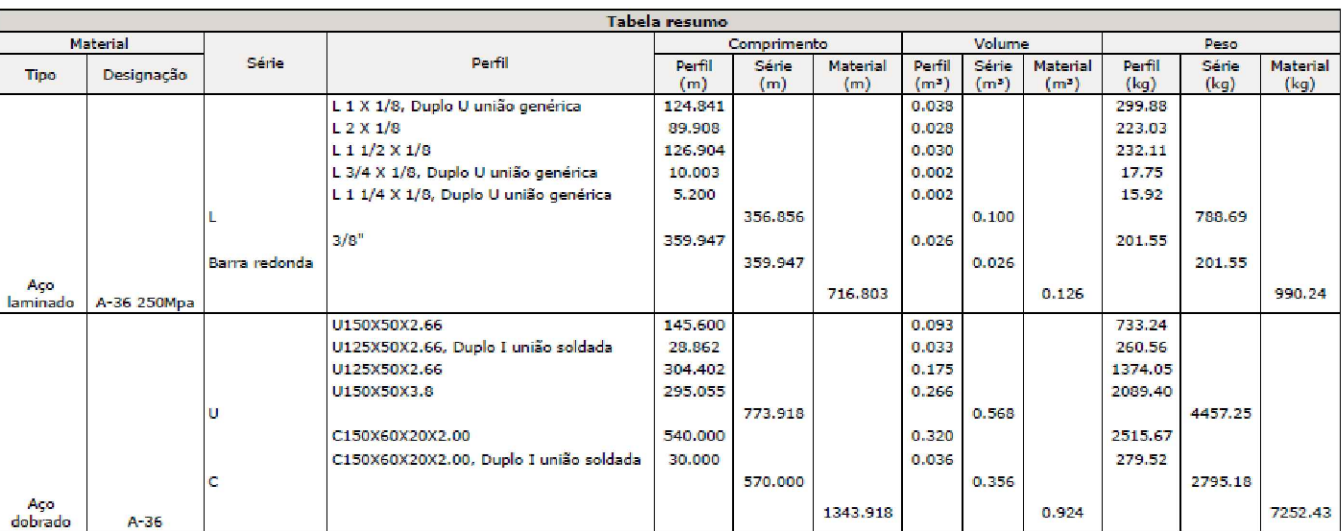 Tabela resumo
Material Série Perfil Comprimento Volume Peso
Tipo Designação Perfil (m) Série (m) Material (m) Perfil (m³) Série (m³) Material (m³) Perfil (kg) Série (kg) Material (kg)
L 1 X 1/8, Duplo U união genérica 124.841 0.038 299.88
L 2 X 1/8 89.908 0.028 223.03
L 1 1/2 X 1/8 126.904 0.030 232.11
L 3/4 X 1/8, Duplo U união genérica 10.003 0.002 17.75
L 1 1/4 X 1/8, Duplo U união genérica 5.200 0.002 15.92
L 356.856 0.100 788.69
3/8" 359.947 0.026 201.55
Barra redonda 359.947 0.026 201.55
Aço laminado A-36 250Mpa 716.803 0.126 990.24
U150X50X2.66 145.600 0.093 733.24
U125X50X2.66, Duplo I união soldada 28.862 0.033 260.56
U125X50X2.66 304.402 0.175 1374.05
U150X50X3.8 295.055 0.266 2089.40
U 773.918 0.568 4457.25
C150X60X20X2.00 540.000 0.320 2515.67
C150X60X20X2.00, Duplo I união soldada 30.000 0.036 279.52
C 570.000 0.356 2795.18
Aço dobrado A-36 1343.918 0.924 7252.43